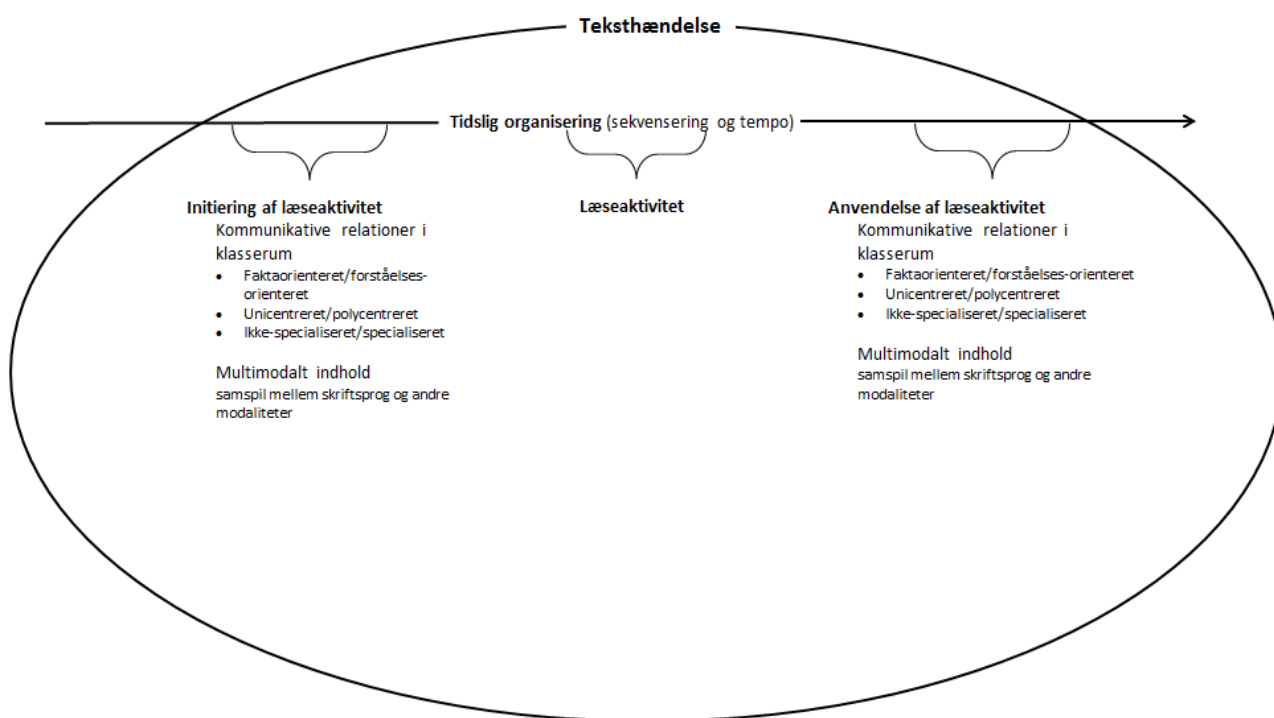 Teksthændelse
Tidslig organisering (sekvensering og tempo)
Initiering af læseaktivitet
Kommunikative relationer i
klasserum
• Faktaorienteret/forståelses-
orienteret
• Unicentreret/polycentreret
• Ikke-specialiseret/specialiseret
Multimodalt indhold
samspil mellem skriftsprog og andre
modaliteter
Læseaktivitet
Anvendelse af læseaktivitet
Kommunikative relationer i
klasserum
• Faktaorienteret/forståelses-orienteret
• Unicentreret/polycentreret
• Ikke-specialiseret/specialiseret
Multimodalt indhold
samspil mellem skriftsprog og andre
modaliteter